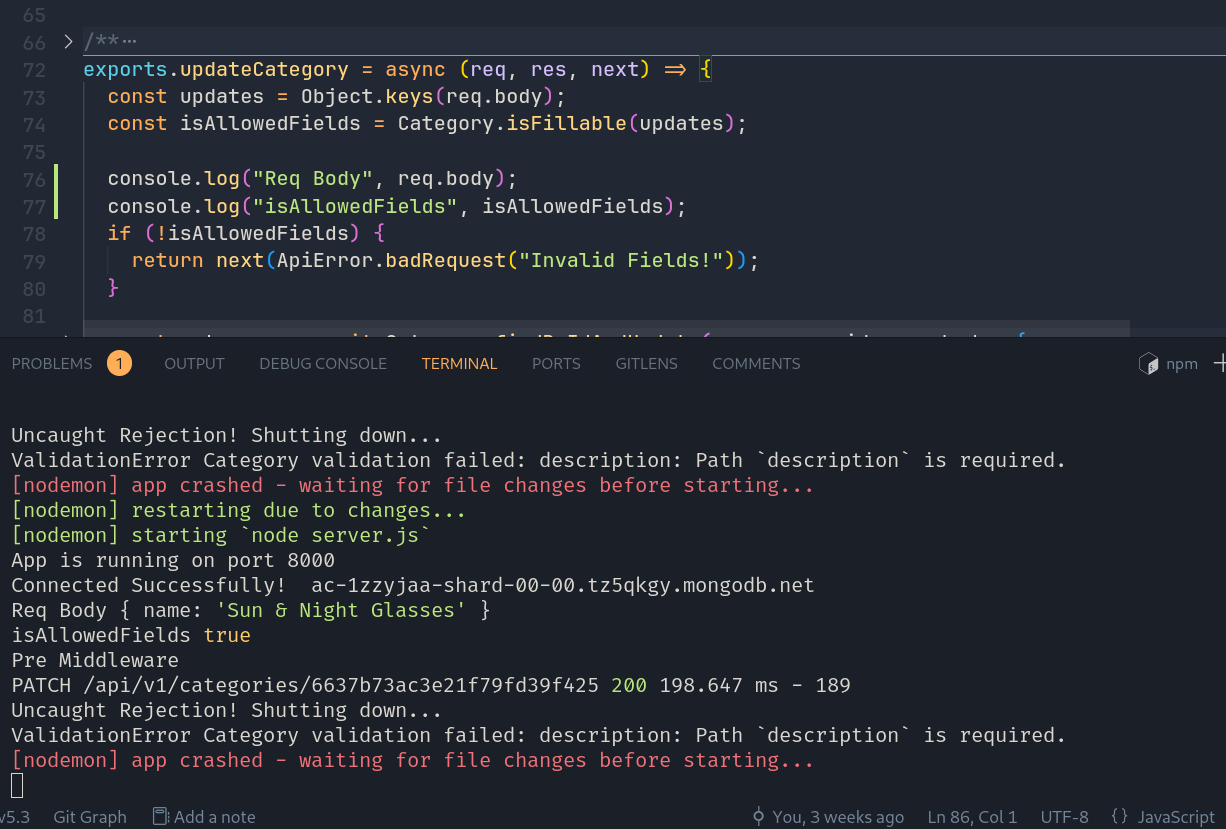 65
66 > /**···
72 exports.updateCategory = async (req, res, next) => {
73 const updates = Object.keys(req.body);
74 const isAllowedFields = Category.isFillable(updates);
75
76 console.log("Req Body", req.body);
77 console.log("isAllowedFields", isAllowedFields);
78 if (!isAllowedFields) {
79 return next(ApiError.badRequest("Invalid Fields!"));
80 }
81
PROBLEMS 1 OUTPUT DEBUG CONSOLE TERMINAL PORTS GITLENS COMMENTS npm +
Uncaught Rejection! Shutting down...
ValidationError Category validation failed: description: Path `description` is required.
[nodemon] app crashed - waiting for file changes before starting...
[nodemon] restarting due to changes...
[nodemon] starting `node server.js`
App is running on port 8000
Connected Successfully!  ac-1zzyjaa-shard-00-00.tz5qkgy.mongodb.net
Req Body { name: 'Sun & Night Glasses' }
isAllowedFields true
Pre Middleware
PATCH /api/v1/categories/6637b73ac3e21f79fd39f425 200 198.647 ms - 189
Uncaught Rejection! Shutting down...
ValidationError Category validation failed: description: Path `description` is required.
[nodemon] app crashed - waiting for file changes before starting...
v5.3 Git Graph Add a note You, 3 weeks ago Ln 86, Col 1 UTF-8 {} JavaScript